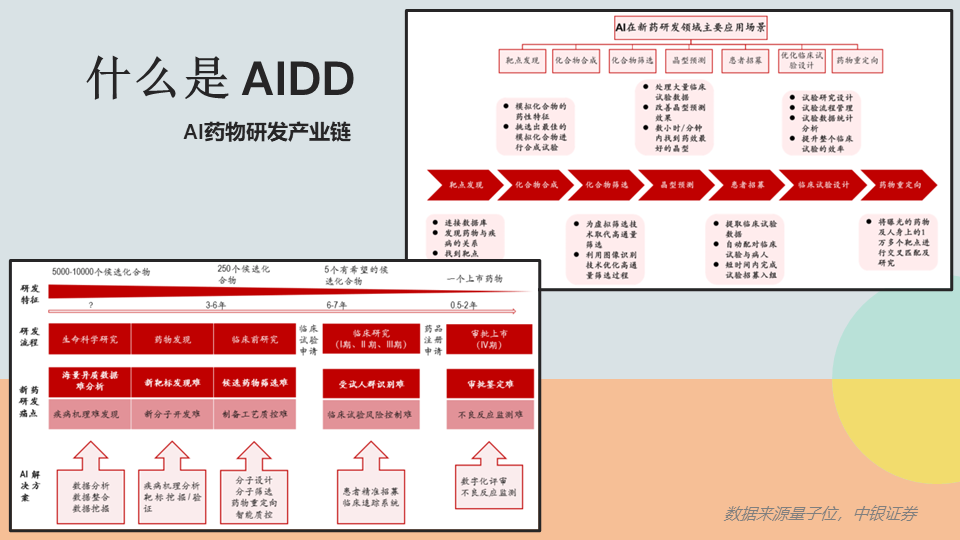 什么是 AIDD
AI药物研发产业链
AI在新药研发领域主要应用场景
靶点发现
化合物合成
化合物筛选
晶型预测
患者招募
优化临床试
验设计
药物重定向
● 模拟化合物的
药性特征
● 挑选出最佳的
模拟化合物进
行合成试验
● 处理大量临床
试验数据
● 改善晶型预测
效果
● 数小时/分钟
内找到药效最
好的晶型
● 试验研究设计
● 试验流程管理
● 试验数据统计
分析
● 提升整个临床
试验的效率
靶点发现
化合物合成
化合物筛选
晶型预测
患者招募
临床试验设计
药物重定向
● 连接数据库
● 发现药物与疾
病的关系
● 找到靶点
● 为虚拟筛选技
术取代高通量
筛选
● 利用图像识别
技术优化高通
量筛选过程
● 提取临床试验
数据
● 自动配对临床
试验与病人
● 短时间内完成
试验招募入组
● 将曝光的药物
及人身上的1
万多个靶点进
行交叉匹配及
研究
研发
特征
5000-10000个候选化合物
250个候选化
合物
5个有希望的候
选化合物
一个上市药物
?
3-6年
6-7年
0.5-2年
研发
流程
生命科学研究
药物发现
临床前研究
临床
试验
申请
临床研究
(I期、II期、III期)
药品
注册
申请
审批上市
(IV期)
新药
研发
痛点
海量异质数据
难分析
新靶标发现难
候选药物筛选难
受试人群识别难
审批鉴定难
疾病机理难发现
新分子开发难
制备工艺质控难
临床试验风险控制难
不良反应监测难
AI 解
决方
案
数据分析
数据整合
数据挖掘
疾病机理分析
靶标挖掘/验
证
分子设计
分子筛选
药物重定向
智能质控
患者精准招募
临床追踪系统
数字化评审
不良反应监测
数据来源量子位，中银证券